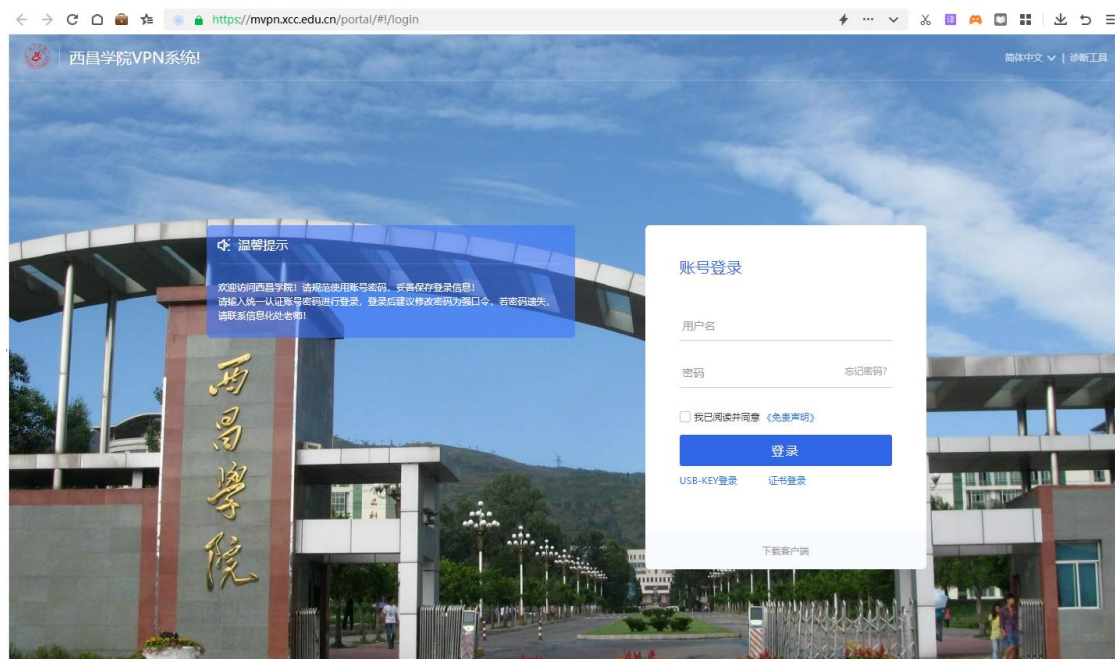 https://mvpn.xcc.edu.cn/portal/#!/login
西昌学院VPN系统!
简体中文 | 诊断工具
温馨提示
欢迎访问西昌学院！请规范使用账号密码，妥善保存登录信息！
请输入统一认证账号密码进行登录，登录后建议修改密码为强口令，若密码遗失，
请联系信息化处老师！
账号登录
用户名
密码 忘记密码?
我已阅读并同意 《免责声明》
登录
USB-KEY登录 证书登录
下载客户端
西昌學院